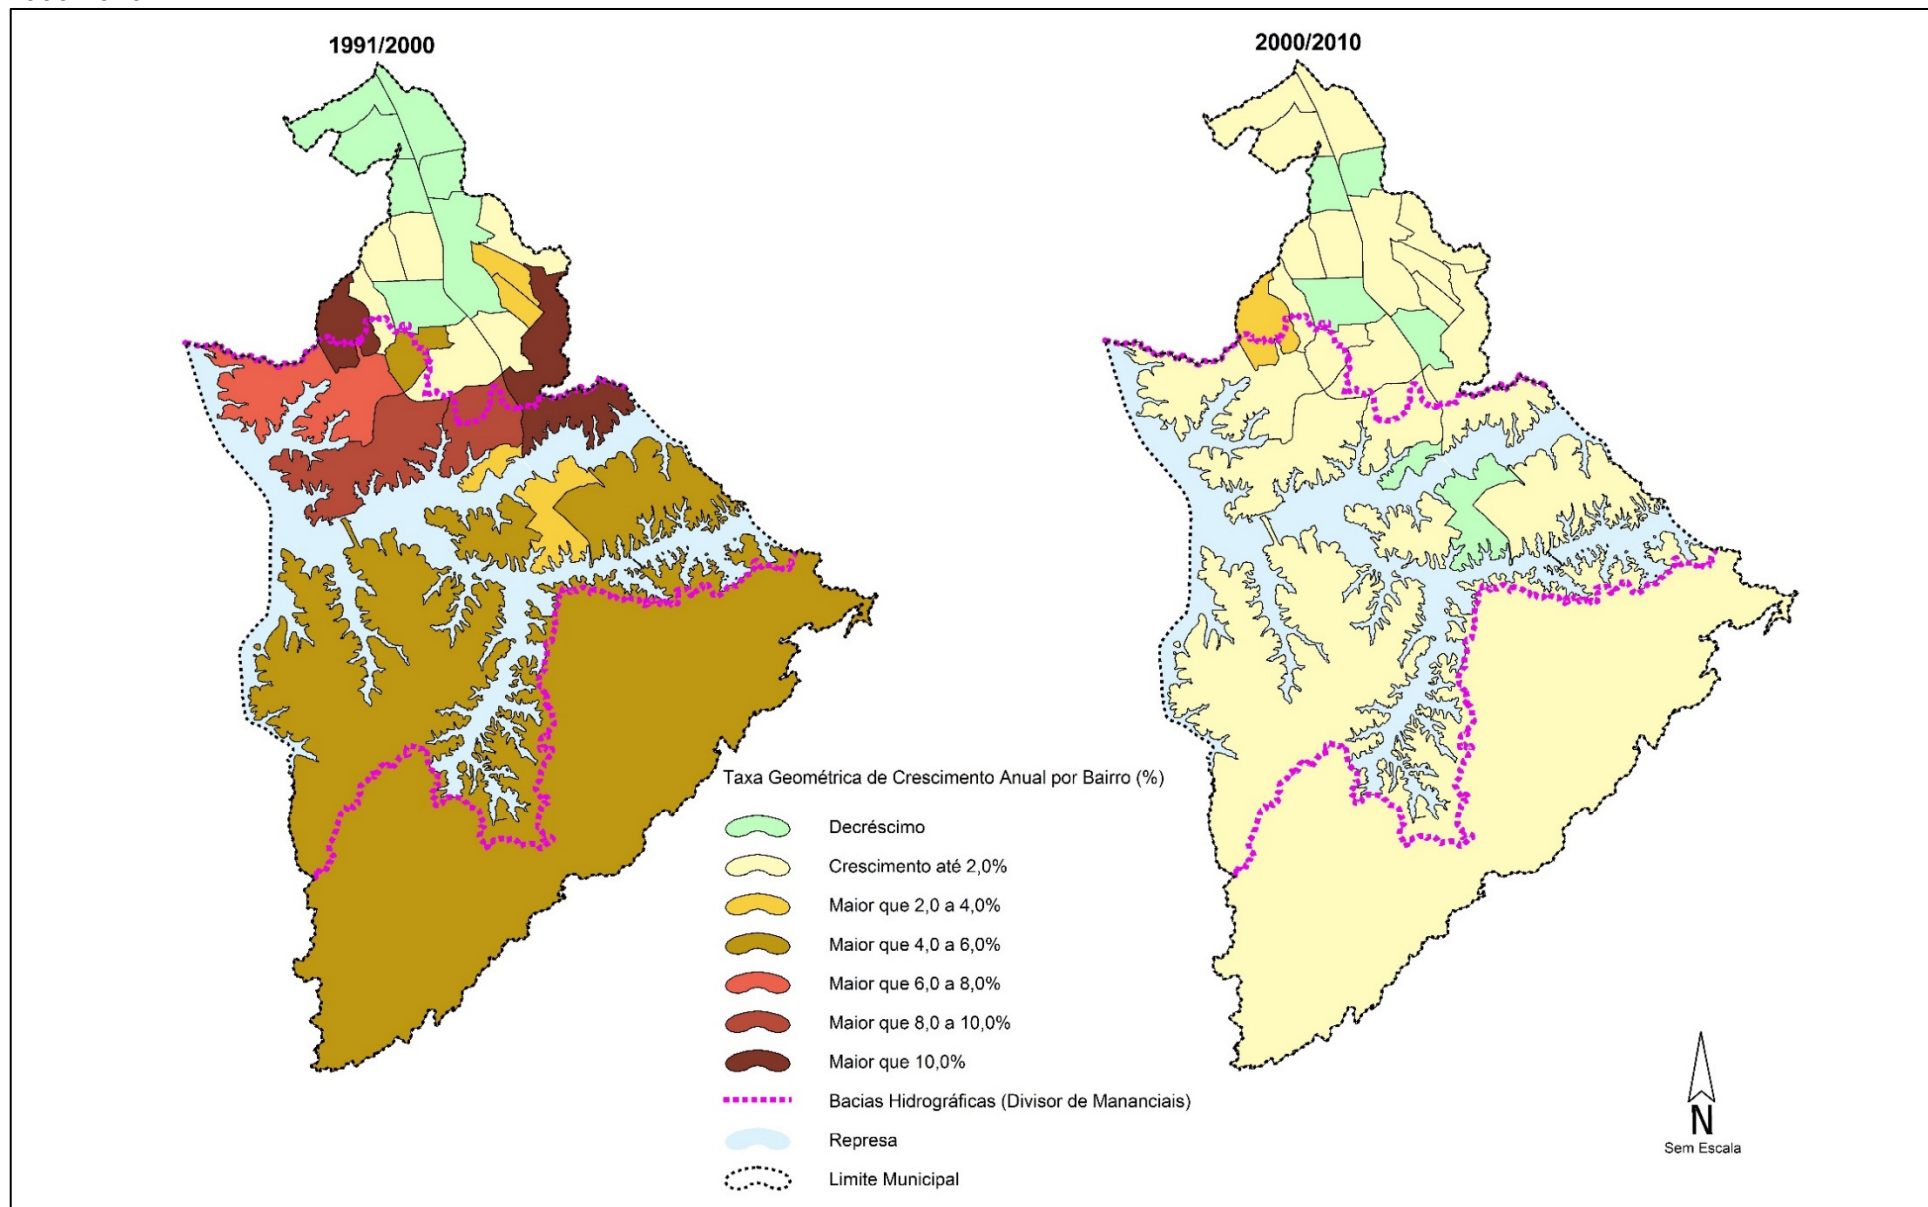 1991/2000
2000/2010
Taxa Geométrica de Crescimento Anual por Bairro (%)
Decréscimo
Crescimento até 2,0%
Maior que 2,0 a 4,0%
Maior que 4,0 a 6,0%
Maior que 6,0 a 8,0%
Maior que 8,0 a 10,0%
Maior que 10,0%
Bacias Hidrográficas (Divisor de Mananciais)
Represa
Limite Municipal
N
Sem Escala